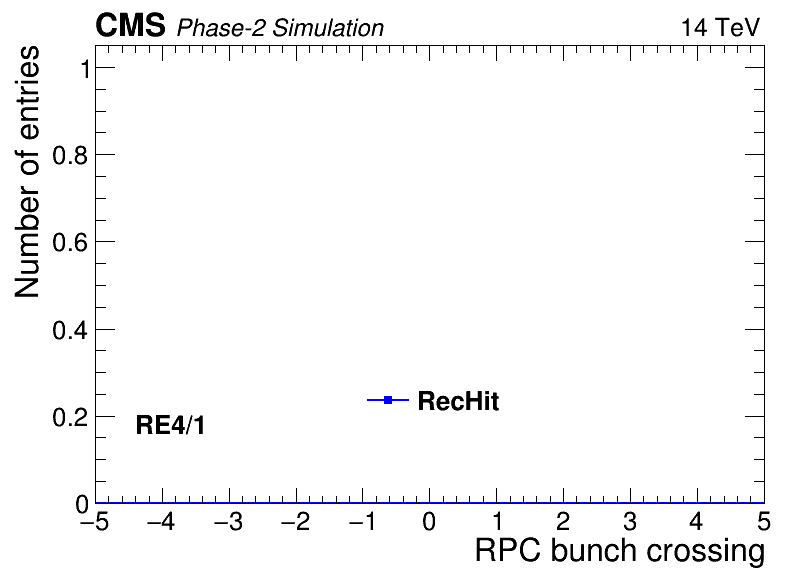 CMS Phase-2 Simulation 14 TeV
Number of entries
1
0.8
0.6
0.4
0.2
0
RecHit
RE4/1
−5 −4 −3 −2 −1 0 1 2 3 4 5
RPC bunch crossing